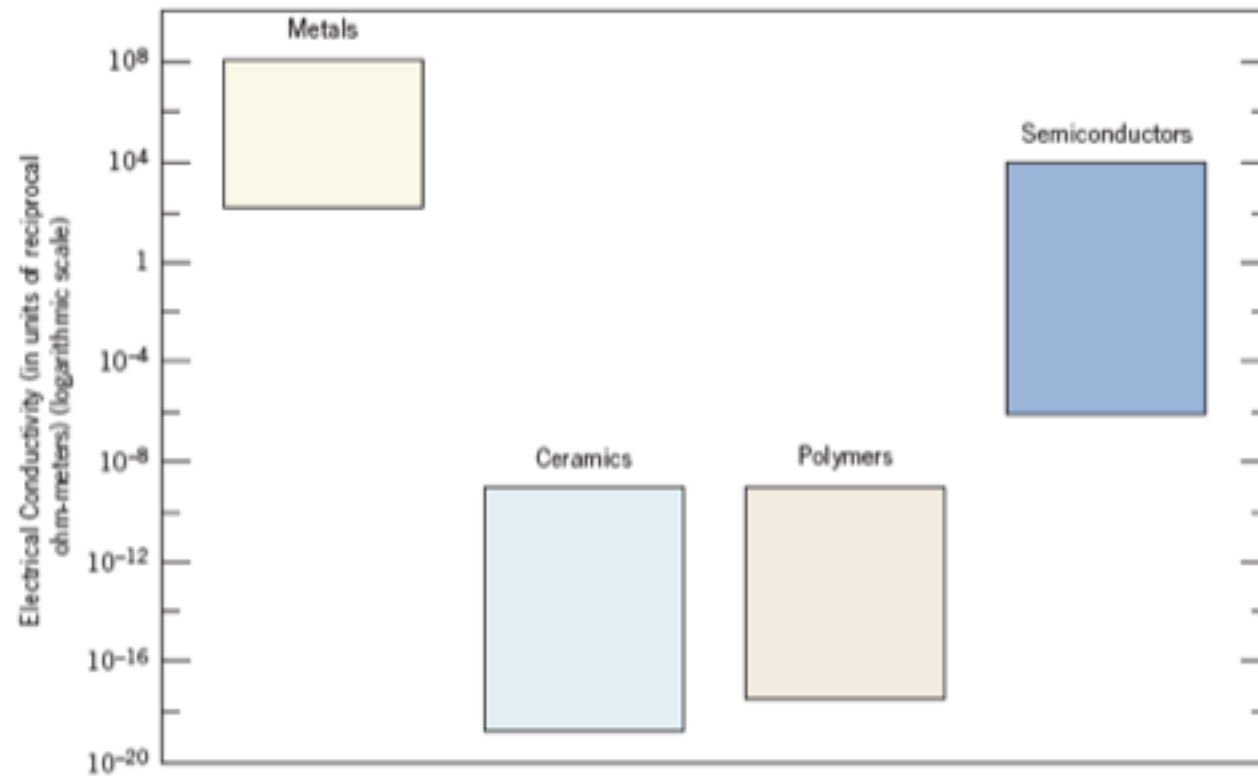 Electrical Conductivity (in units of reciprocal
ohm-meters) (logarithmic scale)
Metals
10⁸
Semiconductors
10⁴
1
10⁻⁴
Ceramics
Polymers
10⁻⁸
10⁻¹²
10⁻¹⁶
10⁻²⁰